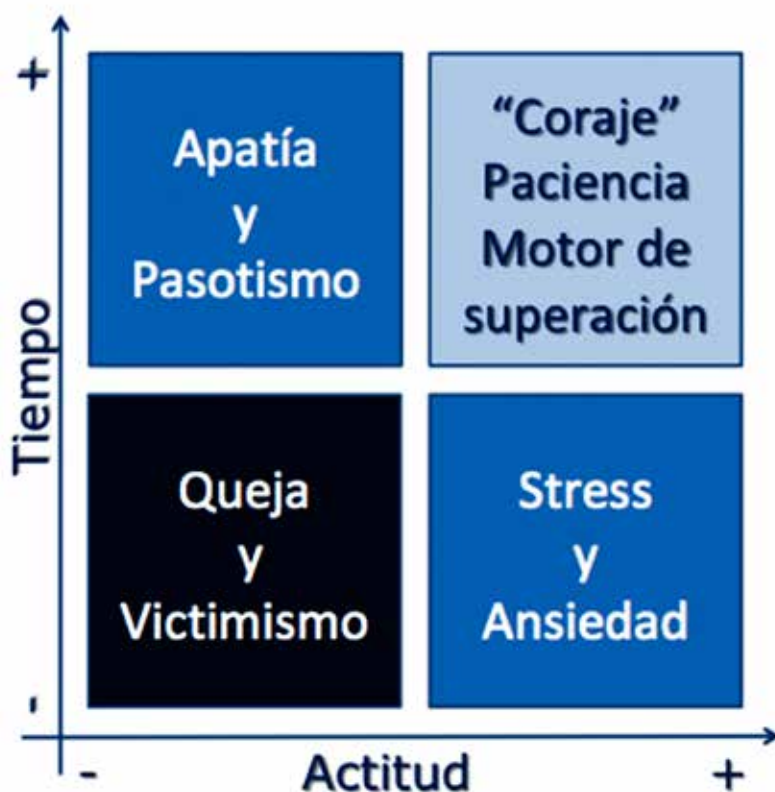 +
Apatía
y
Pasotismo
“Coraje”
Paciencia
Motor de
superación
Tiempo
Queja
y
Victimismo
Stress
y
Ansiedad
-
- Actitud +